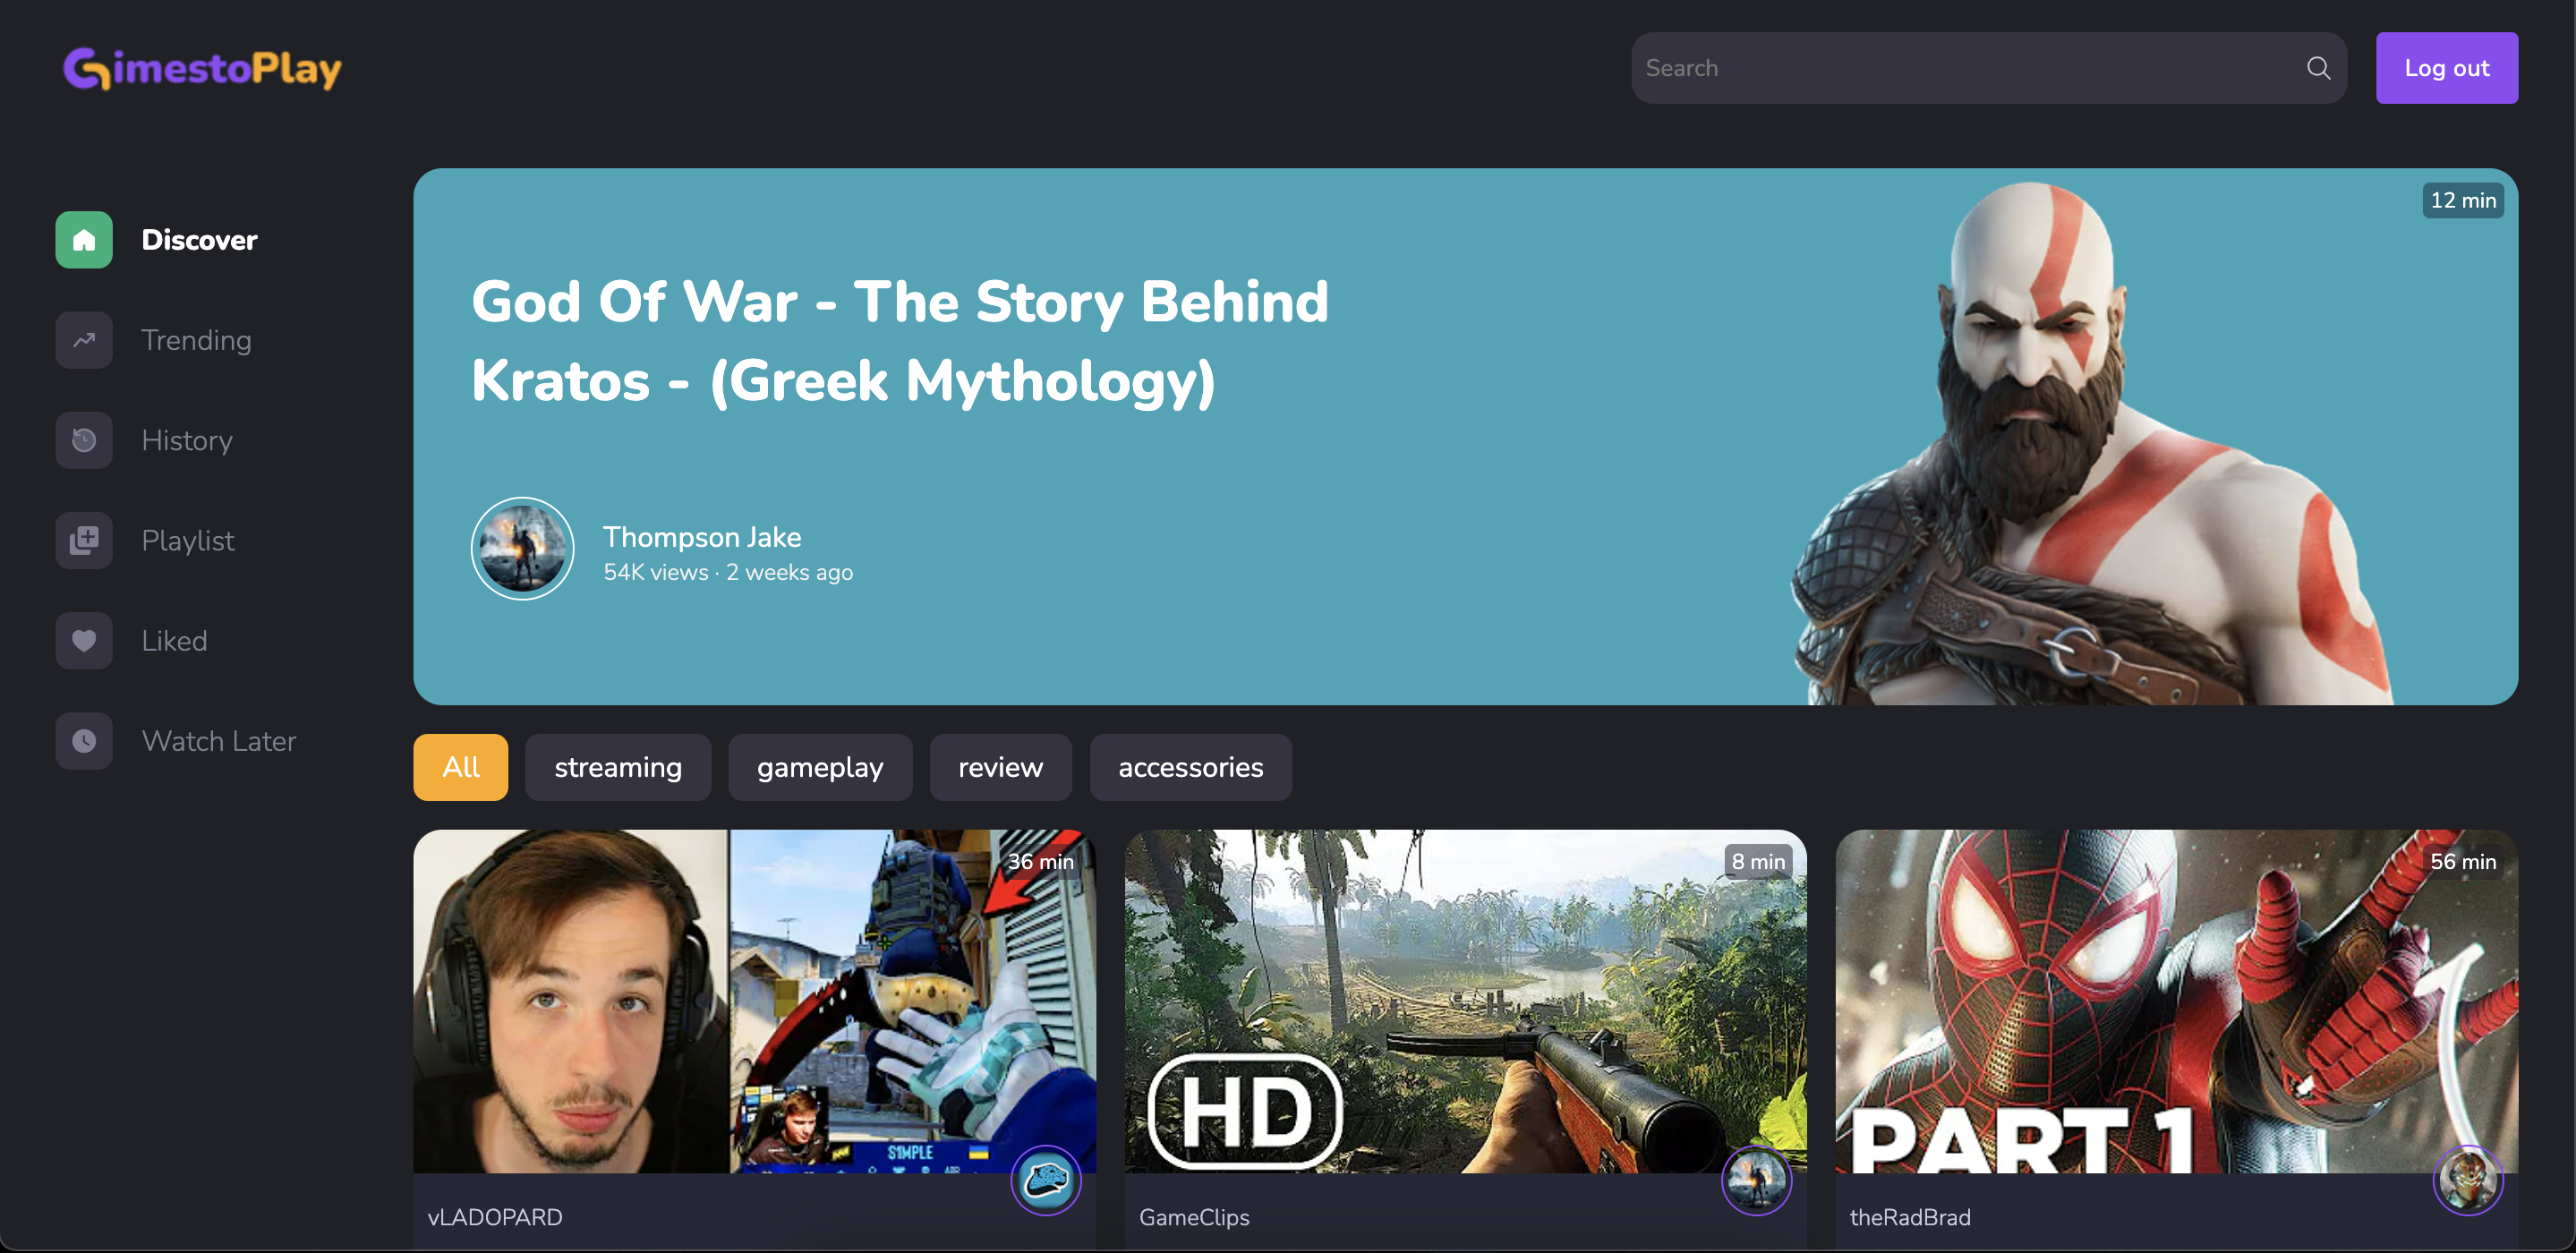 GimestoPlay
Search
Log out
Discover
Trending
History
Playlist
Liked
Watch Later
12 min
God Of War - The Story Behind
Kratos - (Greek Mythology)
Thompson Jake
54K views · 2 weeks ago
All
streaming
gameplay
review
accessories
36 min
S1MPLE
vLADOPARD
8 min
HD
GameClips
56 min
PART 1
theRadBrad